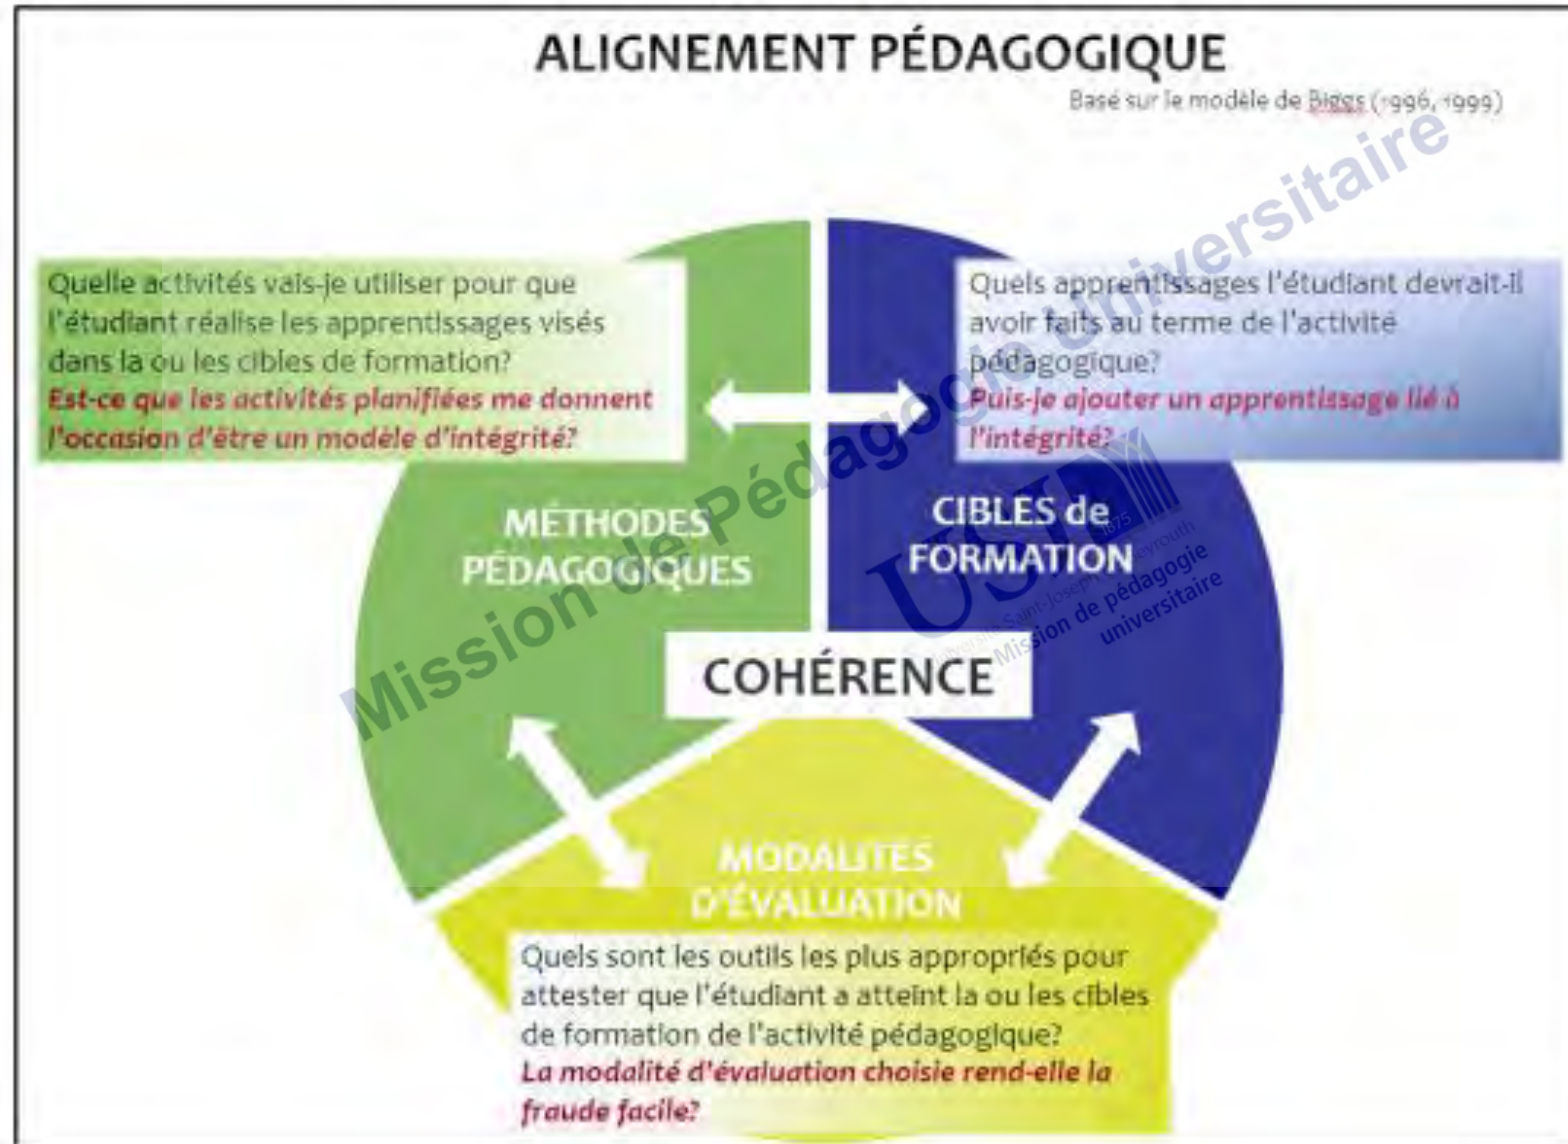 ALIGNEMENT PÉDAGOGIQUE
Basé sur le modèle de Biggs (1996, 1999)
Quelle activités vais-je utiliser pour que
l'étudiant réalise les apprentissages visés
dans la ou les cibles de formation?
Est-ce que les activités planifiées me donnent
l'occasion d'être un modèle d'intégrité?
Quels apprentissages l'étudiant devrait-il
avoir faits au terme de l'activité
pédagogique?
Puis-je ajouter un apprentissage lié à
l'intégrité?
MÉTHODES
PÉDAGOGIQUES
CIBLES de
FORMATION
COHÉRENCE
MODALITÉS
D'ÉVALUATION
Quels sont les outils les plus appropriés pour
attester que l'étudiant a atteint la ou les cibles
de formation de l'activité pédagogique?
La modalité d'évaluation choisie rend-elle la
fraude facile?
Mission de Pédagogie universitaire
USJ
1875
Saint-Joseph
Mission de pédagogie
universitaire